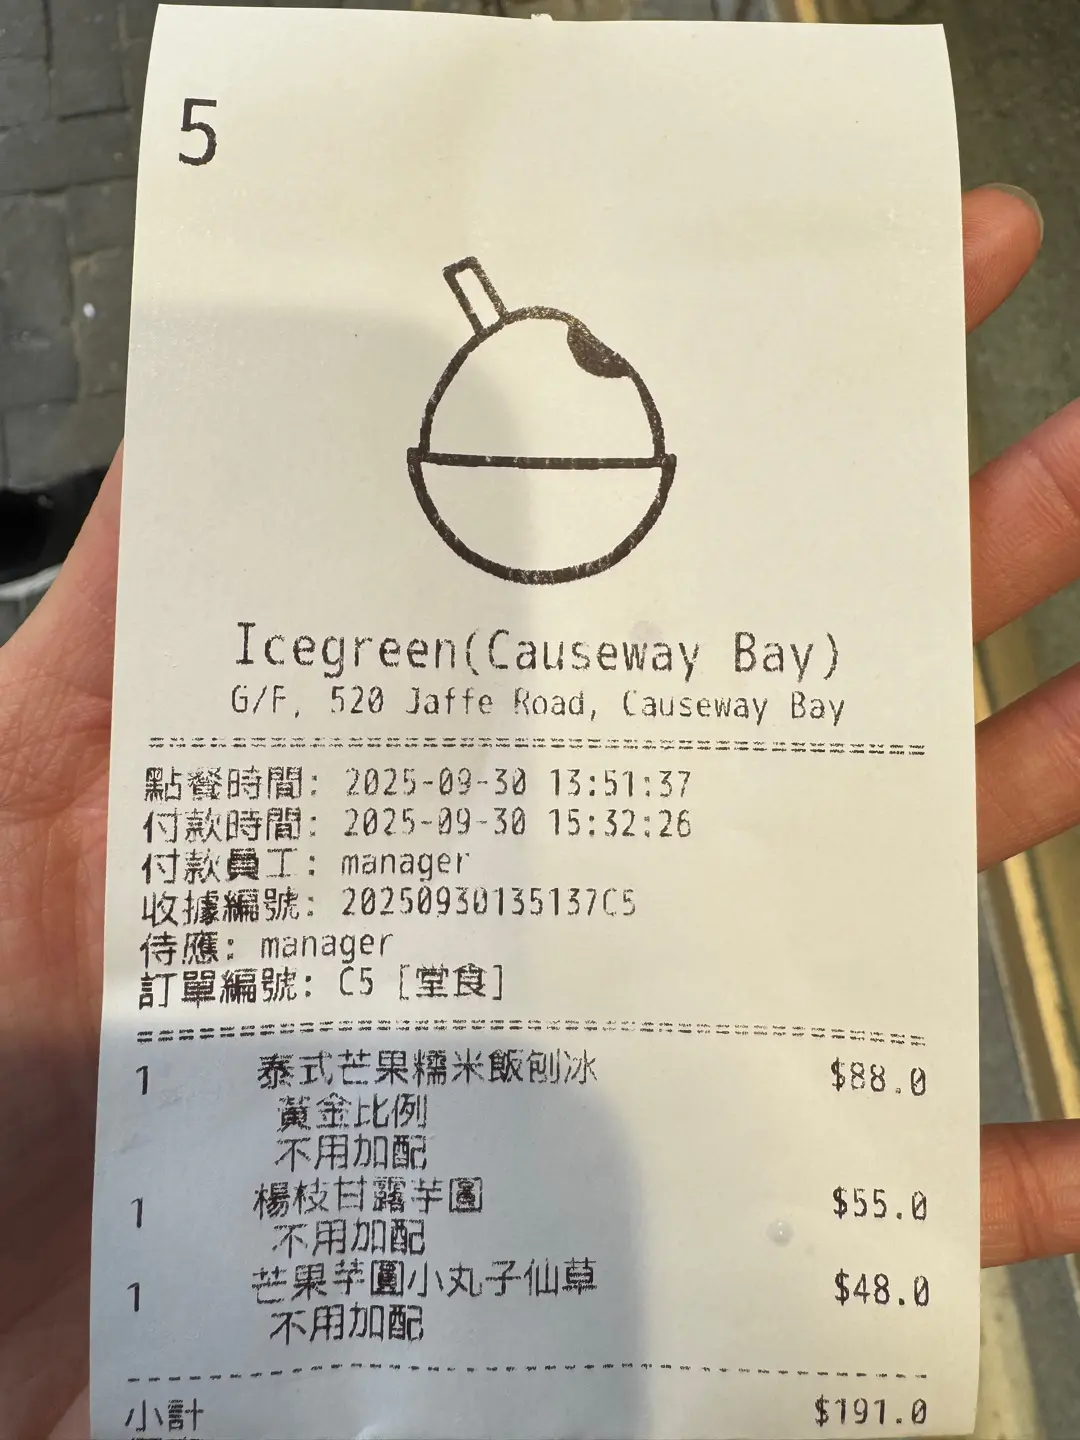 5
Icegreen(Causeway Bay)
G/F, 520 Jaffe Road, Causeway Bay
點餐時間: 2025-09-30 13:51:37
付款時間: 2025-09-30 15:32:26
付款員工: manager
收據編號: 20250930135137C5
侍應: manager
訂單編號: C5 [堂食]
1 泰式芒果糯米飯刨冰 $88.0
黃金比例
不用加配
1 楊枝甘露芋圓 $55.0
不用加配
1 芒果芋圓小丸子仙草 $48.0
不用加配
小計 $191.0